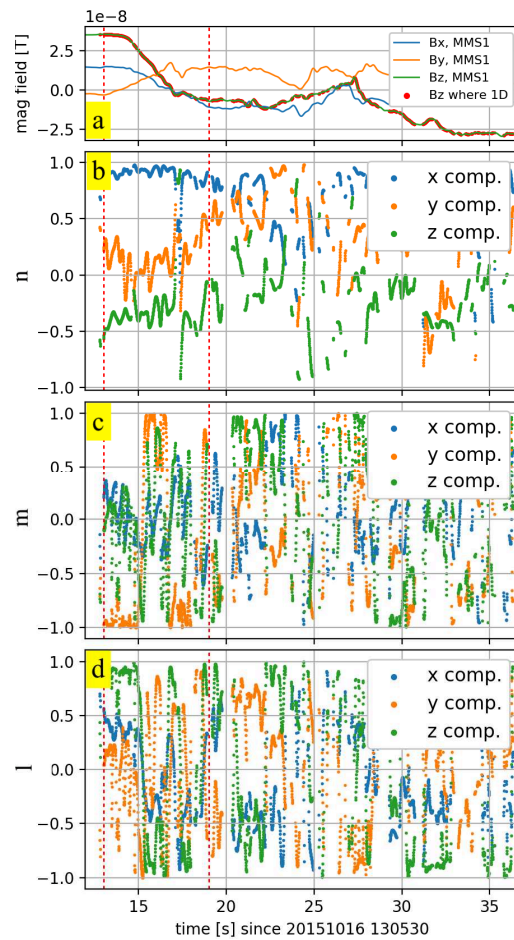 1e−8
mag field [T]
2.5
0.0
−2.5
Bx, MMS1
By, MMS1
Bz, MMS1
Bz where 1D
a
b
n
1.0
0.5
0.0
−0.5
−1.0
x comp.
y comp.
z comp.
c
m
1.0
0.5
0.0
−0.5
−1.0
x comp.
y comp.
z comp.
d
l
1.0
0.5
0.0
−0.5
−1.0
x comp.
y comp.
z comp.
15 20 25 30 35
time [s] since 20151016 130530